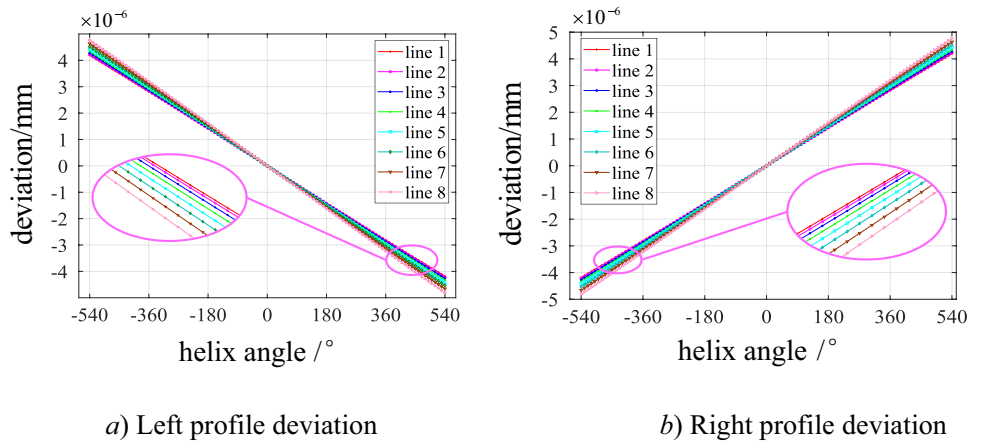 ×10⁻⁶
4
3
2
1
0
-1
-2
-3
-4
deviation/mm
line 1
line 2
line 3
line 4
line 5
line 6
line 7
line 8
-540 -360 -180 0 180 360 540
helix angle /°
a) Left profile deviation
×10⁻⁶
5
4
3
2
1
0
-1
-2
-3
-4
-5
deviation/mm
line 1
line 2
line 3
line 4
line 5
line 6
line 7
line 8
-540 -360 -180 0 180 360 540
helix angle /°
b) Right profile deviation